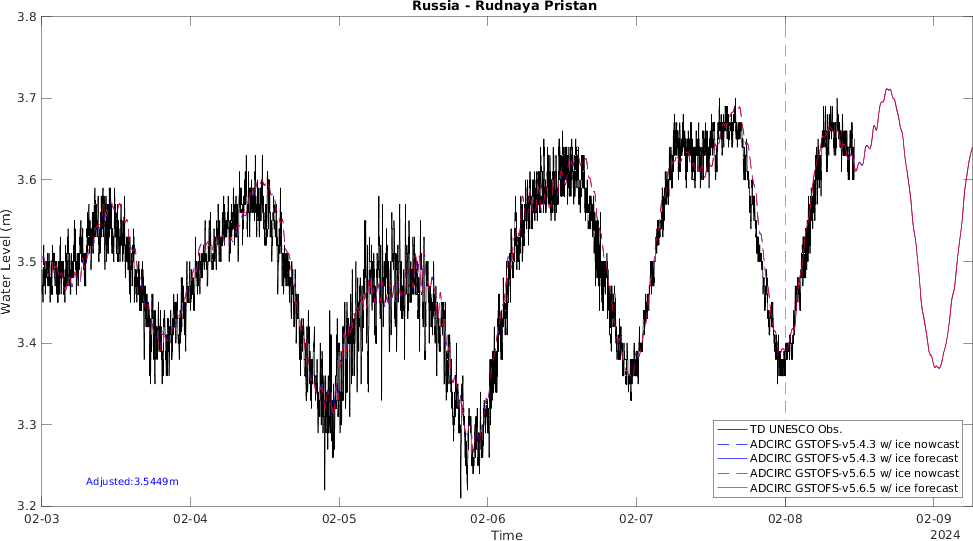 Russia - Rudnaya Pristan
3.8
3.7
3.6
3.5
3.4
3.3
3.2
Water Level (m)
Adjusted:3.5449m
TD UNESCO Obs.
ADCIRC GSTOFS-v5.4.3 w/ ice nowcast
ADCIRC GSTOFS-v5.4.3 w/ ice forecast
ADCIRC GSTOFS-v5.6.5 w/ ice nowcast
ADCIRC GSTOFS-v5.6.5 w/ ice forecast
02-03 02-04 02-05 02-06 02-07 02-08 02-09
Time
2024